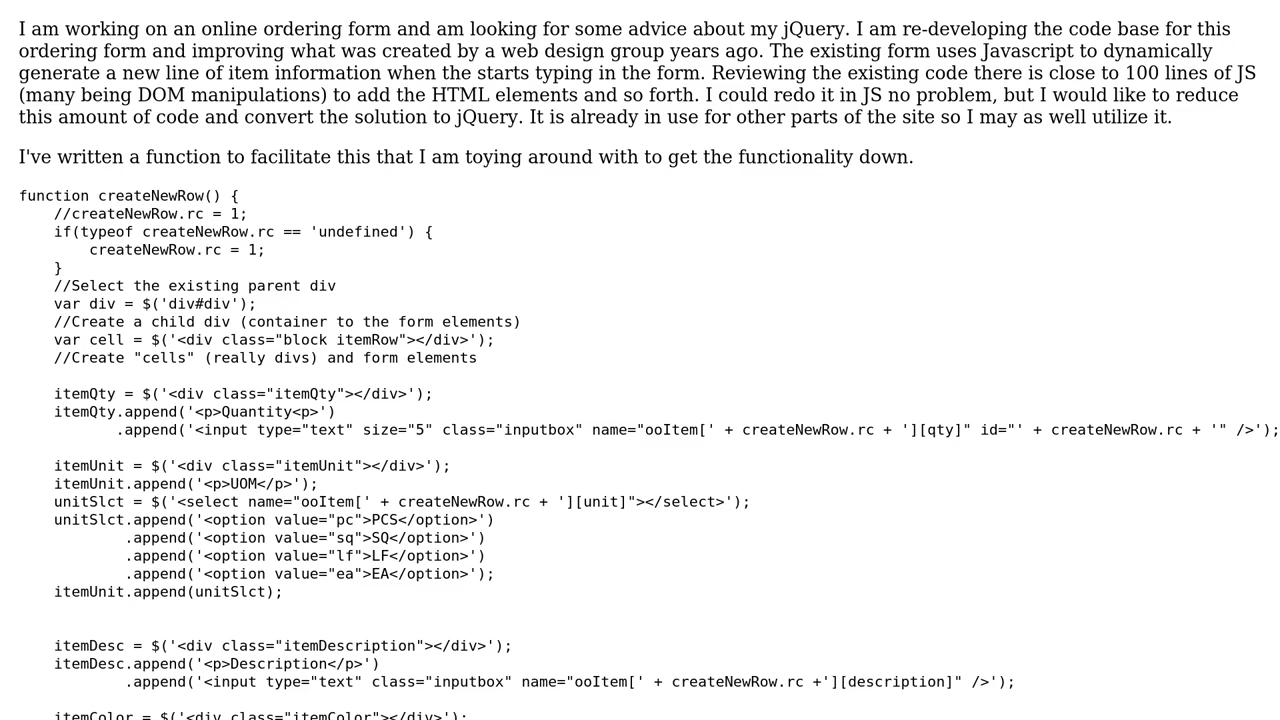 I am working on an online ordering form and am looking for some advice about my jQuery. I am re-developing the code base for this
ordering form and improving what was created by a web design group years ago. The existing form uses Javascript to dynamically
generate a new line of item information when the starts typing in the form. Reviewing the existing code there is close to 100 lines of JS
(many being DOM manipulations) to add the HTML elements and so forth. I could redo it in JS no problem, but I would like to reduce
this amount of code and convert the solution to jQuery. It is already in use for other parts of the site so I may as well utilize it.
I've written a function to facilitate this that I am toying around with to get the functionality down.
function createNewRow() {
    //createNewRow.rc = 1;
    if(typeof createNewRow.rc == 'undefined') {
        createNewRow.rc = 1;
    }
    //Select the existing parent div
    var div = $('div#div');
    //Create a child div (container to the form elements)
    var cell = $('<div class="block itemRow"></div>');
    //Create "cells" (really divs) and form elements
    itemQty = $('<div class="itemQty"></div>');
    itemQty.append('<p>Quantity<p>')
           .append('<input type="text" size="5" class="inputbox" name="ooItem[' + createNewRow.rc + '][qty]" id="' + createNewRow.rc + '" />');
    itemUnit = $('<div class="itemUnit"></div>');
    itemUnit.append('<p>UOM</p>');
    unitSlct = $('<select name="ooItem[' + createNewRow.rc + '][unit]"></select>');
    unitSlct.append('<option value="pc">PCS</option>')
            .append('<option value="sq">SQ</option>')
            .append('<option value="lf">LF</option>')
            .append('<option value="ea">EA</option>');
    itemUnit.append(unitSlct);
    itemDesc = $('<div class="itemDescription"></div>');
    itemDesc.append('<p>Description</p>')
            .append('<input type="text" class="inputbox" name="ooItem[' + createNewRow.rc +'][description]" />');
    itemColor = $('<div class="itemColor"></div>');